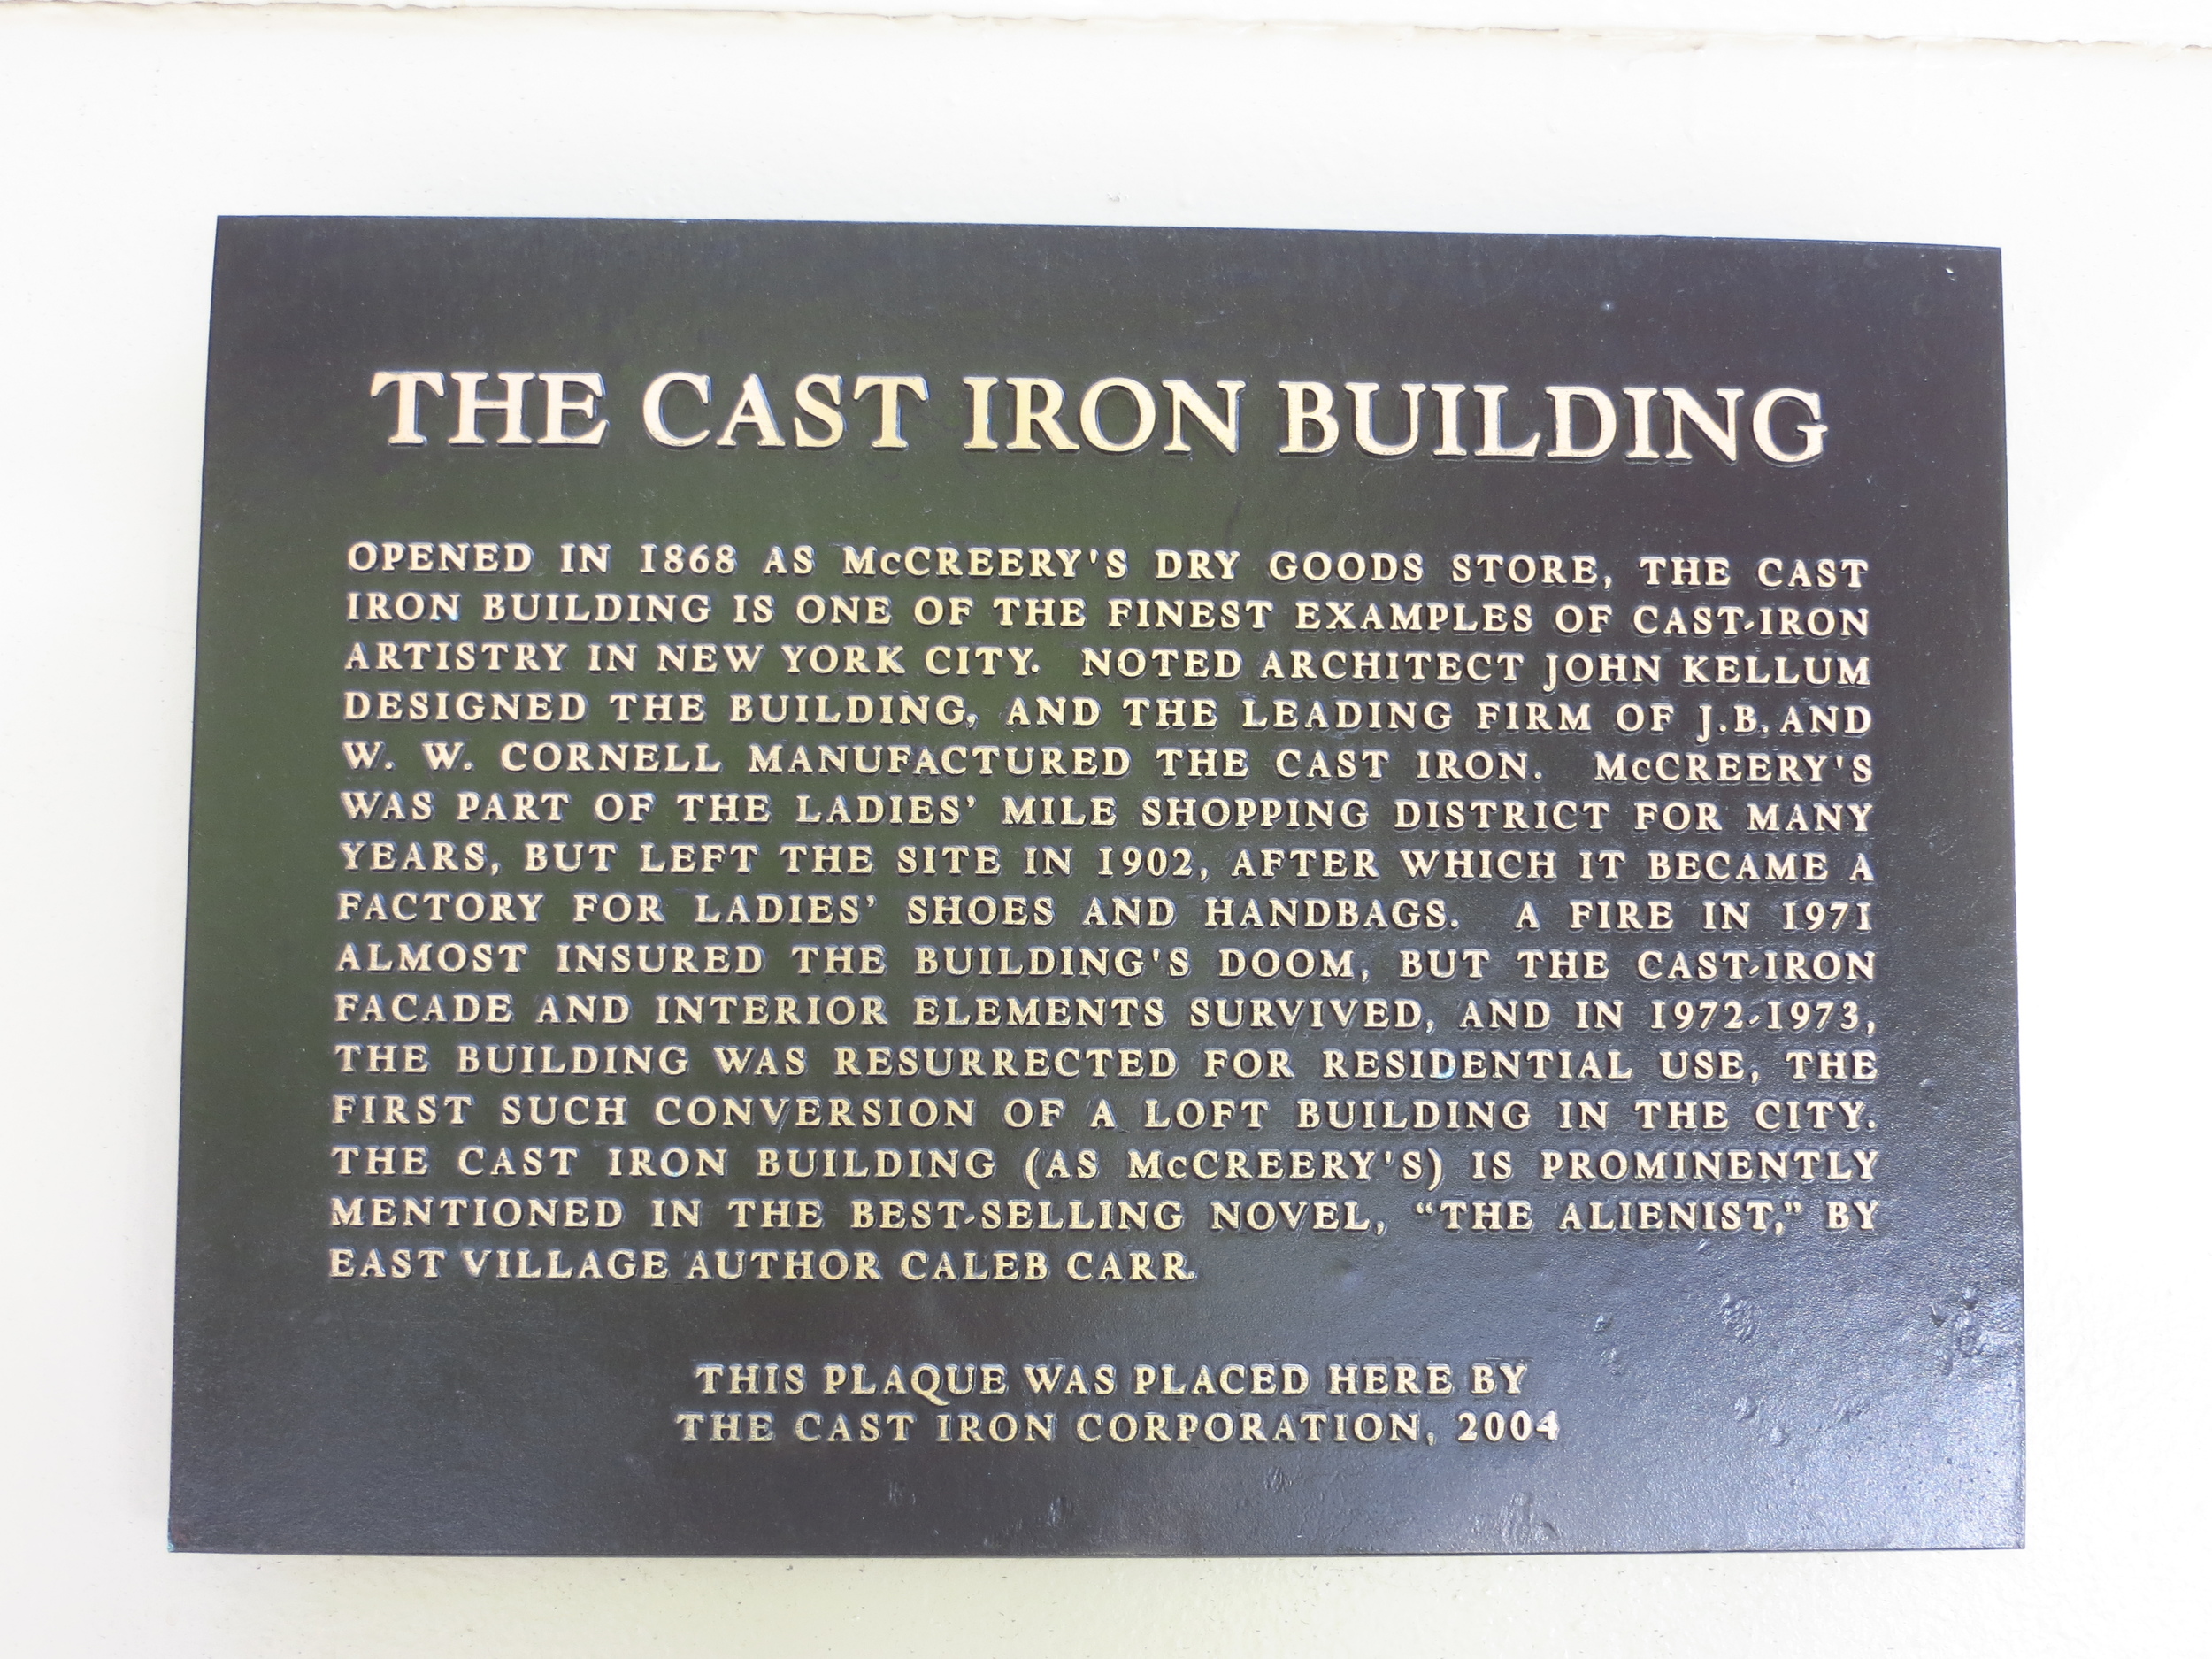 THE CAST IRON BUILDING
OPENED IN 1868 AS McCREERY'S DRY GOODS STORE, THE CAST
IRON BUILDING IS ONE OF THE FINEST EXAMPLES OF CAST-IRON
ARTISTRY IN NEW YORK CITY. NOTED ARCHITECT JOHN KELLUM
DESIGNED THE BUILDING, AND THE LEADING FIRM OF J.B. AND
W. W. CORNELL MANUFACTURED THE CAST IRON. McCREERY'S
WAS PART OF THE LADIES’ MILE SHOPPING DISTRICT FOR MANY
YEARS, BUT LEFT THE SITE IN 1902, AFTER WHICH IT BECAME A
FACTORY FOR LADIES’ SHOES AND HANDBAGS. A FIRE IN 1971
ALMOST INSURED THE BUILDING'S DOOM, BUT THE CAST-IRON
FACADE AND INTERIOR ELEMENTS SURVIVED, AND IN 1972-1973,
THE BUILDING WAS RESURRECTED FOR RESIDENTIAL USE, THE
FIRST SUCH CONVERSION OF A LOFT BUILDING IN THE CITY.
THE CAST IRON BUILDING (AS McCREERY'S) IS PROMINENTLY
MENTIONED IN THE BEST-SELLING NOVEL, “THE ALIENIST,” BY
EAST VILLAGE AUTHOR CALEB CARR.
THIS PLAQUE WAS PLACED HERE BY
THE CAST IRON CORPORATION, 2004